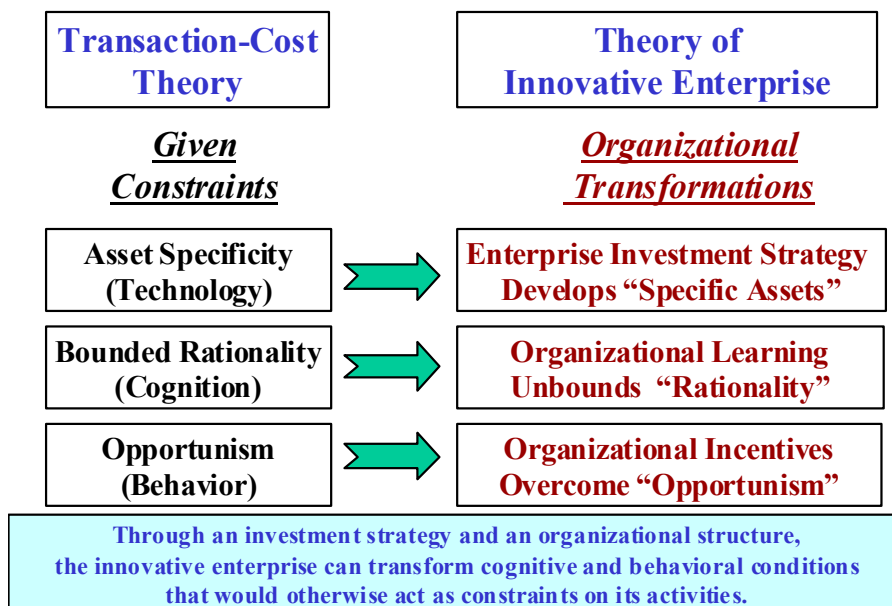 Transaction-Cost
Theory
Theory of
Innovative Enterprise
Given
Constraints
Organizational
Transformations
Asset Specificity
(Technology)
Enterprise Investment Strategy
Develops “Specific Assets”
Bounded Rationality
(Cognition)
Organizational Learning
Unbounds “Rationality”
Opportunism
(Behavior)
Organizational Incentives
Overcome “Opportunism”
Through an investment strategy and an organizational structure,
the innovative enterprise can transform cognitive and behavioral conditions
that would otherwise act as constraints on its activities.